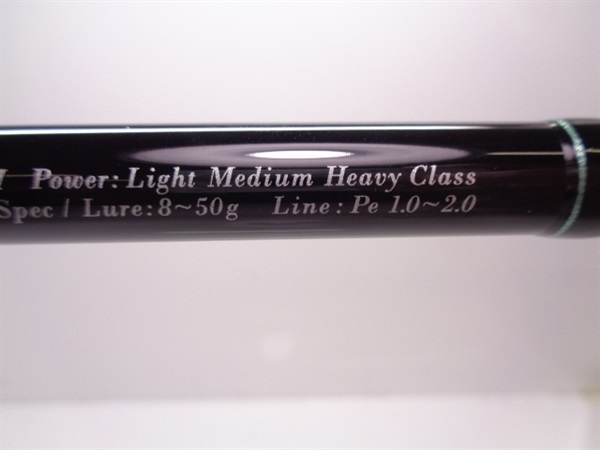 Power: Light Medium Heavy Class
Spec / Lure: 8~50g Line: Pe 1.0~2.0